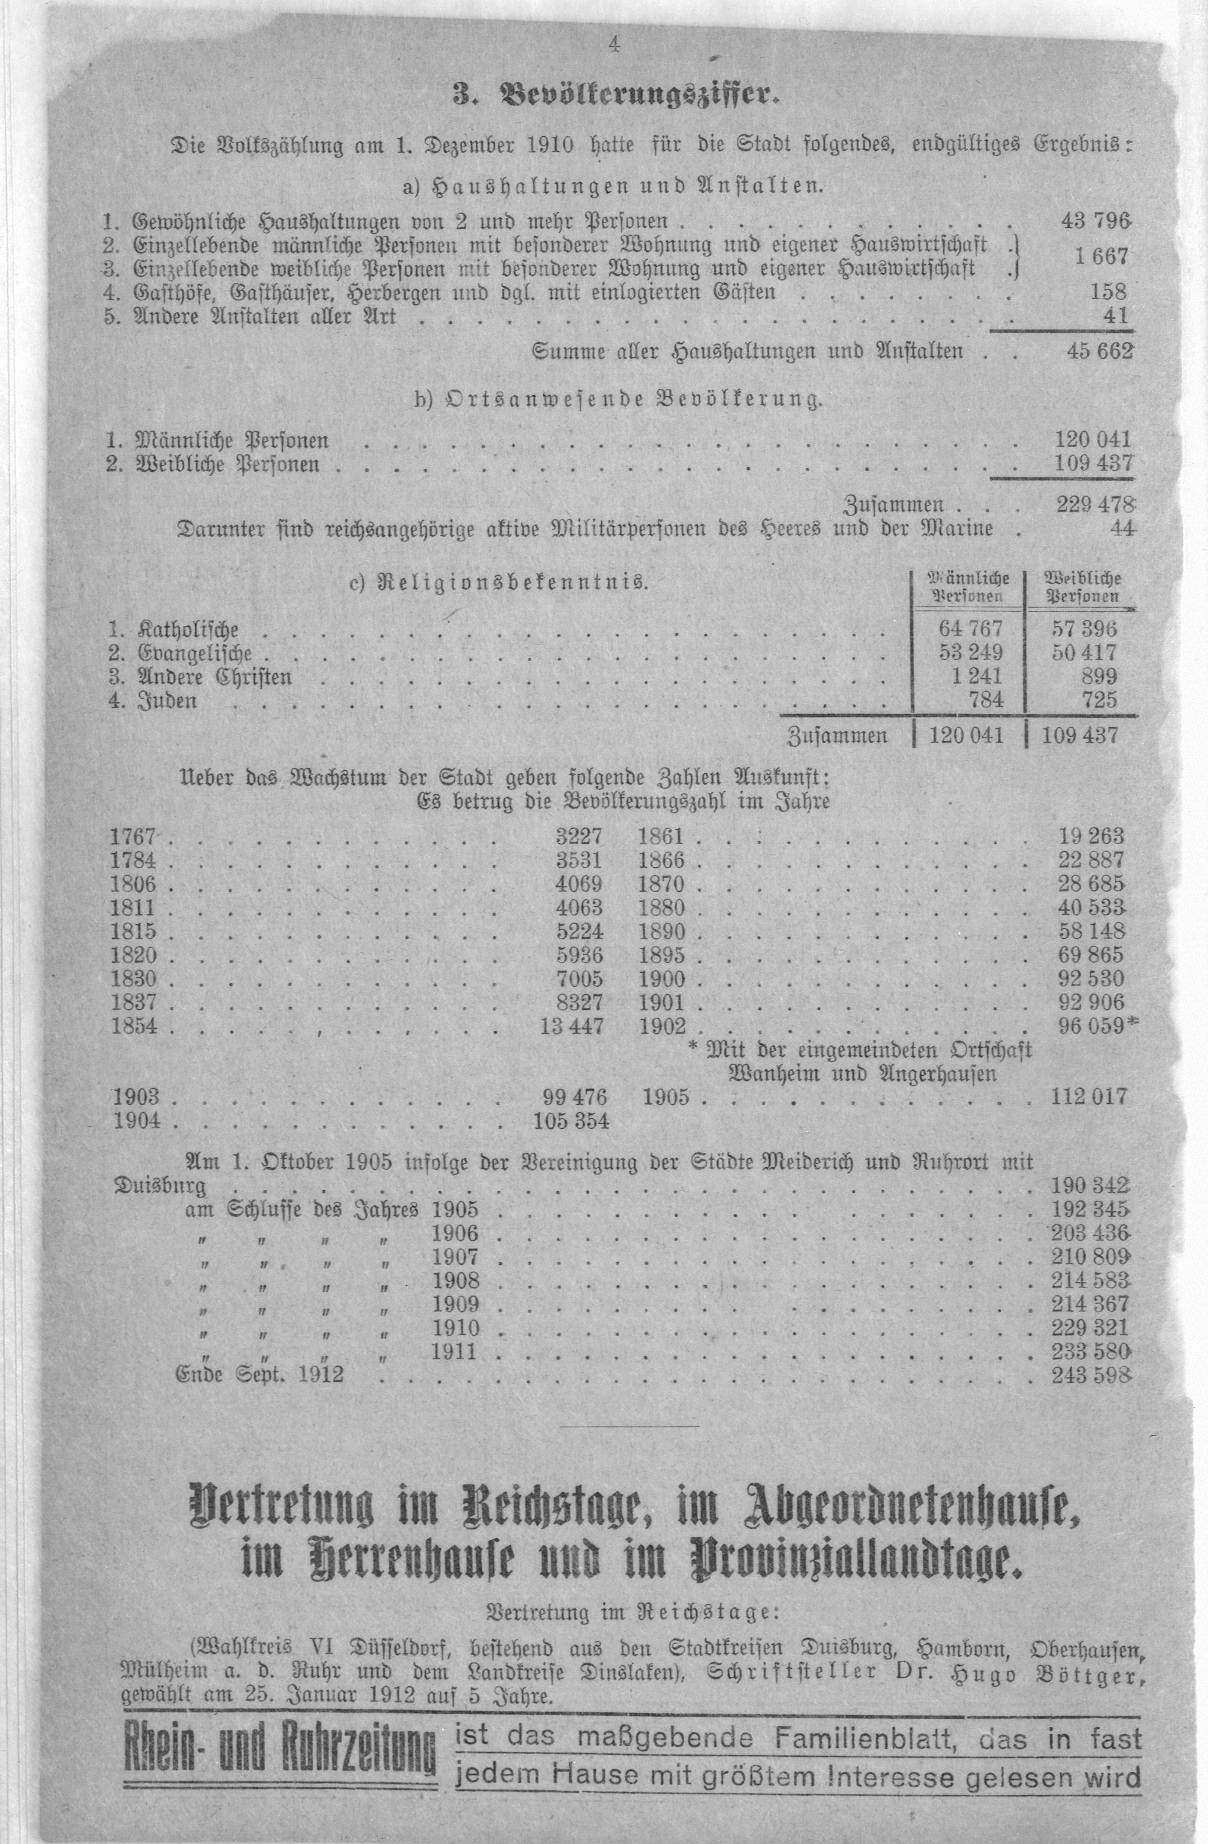 4
3. Bevölkerungsziffer.
Die Volkszählung am 1. Dezember 1910 hatte für die Stadt folgendes, endgültiges Ergebnis:
a) Haushaltungen und Anstalten.
1. Gewöhnliche Haushaltungen von 2 und mehr Personen . . . . . . . . . . . . 43 796
2. Einzellebende männliche Personen mit besonderer Wohnung und eigener Hauswirtschaft .}
1 667
3. Einzellebende weibliche Personen mit besonderer Wohnung und eigener Hauswirtschaft .}
4. Gasthöfe, Gasthäuser, Herbergen und dgl. mit einlogierten Gästen . . . . . . . . 158
5. Andere Anstalten aller Art . . . . . . . . . . . . . . . . . . . . . 41
Summe aller Haushaltungen und Anstalten . . 45 662
b) Ortsanwesende Bevölkerung.
1. Männliche Personen . . . . . . . . . . . . . . . . . . . . . . . 120 041
2. Weibliche Personen . . . . . . . . . . . . . . . . . . . . . . . . 109 437
Zusammen . . . 229 478
Darunter sind reichsangehörige aktive Militärpersonen des Heeres und der Marine . 44
c) Religionsbekenntnis. Männliche Personen Weibliche Personen
1. Katholische . . . . . . . . . . . . . . . . . . . . . . 64 767 57 396
2. Evangelische . . . . . . . . . . . . . . . . . . . . . . 53 249 50 417
3. Andere Christen . . . . . . . . . . . . . . . . . . . . 1 241 899
4. Juden . . . . . . . . . . . . . . . . . . . . . . . 784 725
Zusammen 120 041 109 437
Ueber das Wachstum der Stadt geben folgende Zahlen Auskunft:
Es betrug die Bevölkerungszahl im Jahre
1767 . . . . . . . . . . . . 3227 1861 . . . . . . . . . . . . 19 263
1784 . . . . . . . . . . . . 3531 1866 . . . . . . . . . . . . 22 887
1806 . . . . . . . . . . . . 4069 1870 . . . . . . . . . . . . 28 685
1811 . . . . . . . . . . . . 4063 1880 . . . . . . . . . . . . 40 533
1815 . . . . . . . . . . . . 5224 1890 . . . . . . . . . . . . 58 148
1820 . . . . . . . . . . . . 5936 1895 . . . . . . . . . . . . 69 865
1830 . . . . . . . . . . . . 7005 1900 . . . . . . . . . . . . 92 530
1837 . . . . . . . . . . . . 8327 1901 . . . . . . . . . . . . 92 906
1854 . . . . . . . . . . . . 13 447 1902 . . . . . . . . . . . . 96 059*
* Mit der eingemeindeten Ortschaft
Wanheim und Angerhausen
1903 . . . . . . . . . . . . 99 476 1905 . . . . . . . . . . . . 112 017
1904 . . . . . . . . . . . . 105 354
Am 1. Oktober 1905 infolge der Vereinigung der Städte Meiderich und Ruhrort mit
Duisburg . . . . . . . . . . . . . . . . . . . . . . . . . . . . 190 342
am Schlusse des Jahres 1905 . . . . . . . . . . . . . . . . . . . 192 345
" " " " 1906 . . . . . . . . . . . . . . . . . . . 203 436
" " " " 1907 . . . . . . . . . . . . . . . . . . . 210 809
" " " " 1908 . . . . . . . . . . . . . . . . . . . 214 583
" " " " 1909 . . . . . . . . . . . . . . . . . . . 214 367
" " " " 1910 . . . . . . . . . . . . . . . . . . . 229 321
" " " " 1911 . . . . . . . . . . . . . . . . . . . 233 580
Ende Sept. 1912 . . . . . . . . . . . . . . . . . . . . . . . 243 598
Vertretung im Reichstage, im Abgeordnetenhause,
im Herrenhause und im Provinziallandtage.
Vertretung im Reichstage:
(Wahlkreis VI Düsseldorf, bestehend aus den Stadtkreisen Duisburg, Hamborn, Oberhausen,
Mülheim a. d. Ruhr und dem Landkreise Dinslaken), Schriftsteller Dr. Hugo Böttger,
gewählt am 25. Januar 1912 auf 5 Jahre.
Rhein- und Ruhrzeitung ist das maßgebende Familienblatt, das in fast
jedem Hause mit größtem Interesse gelesen wird